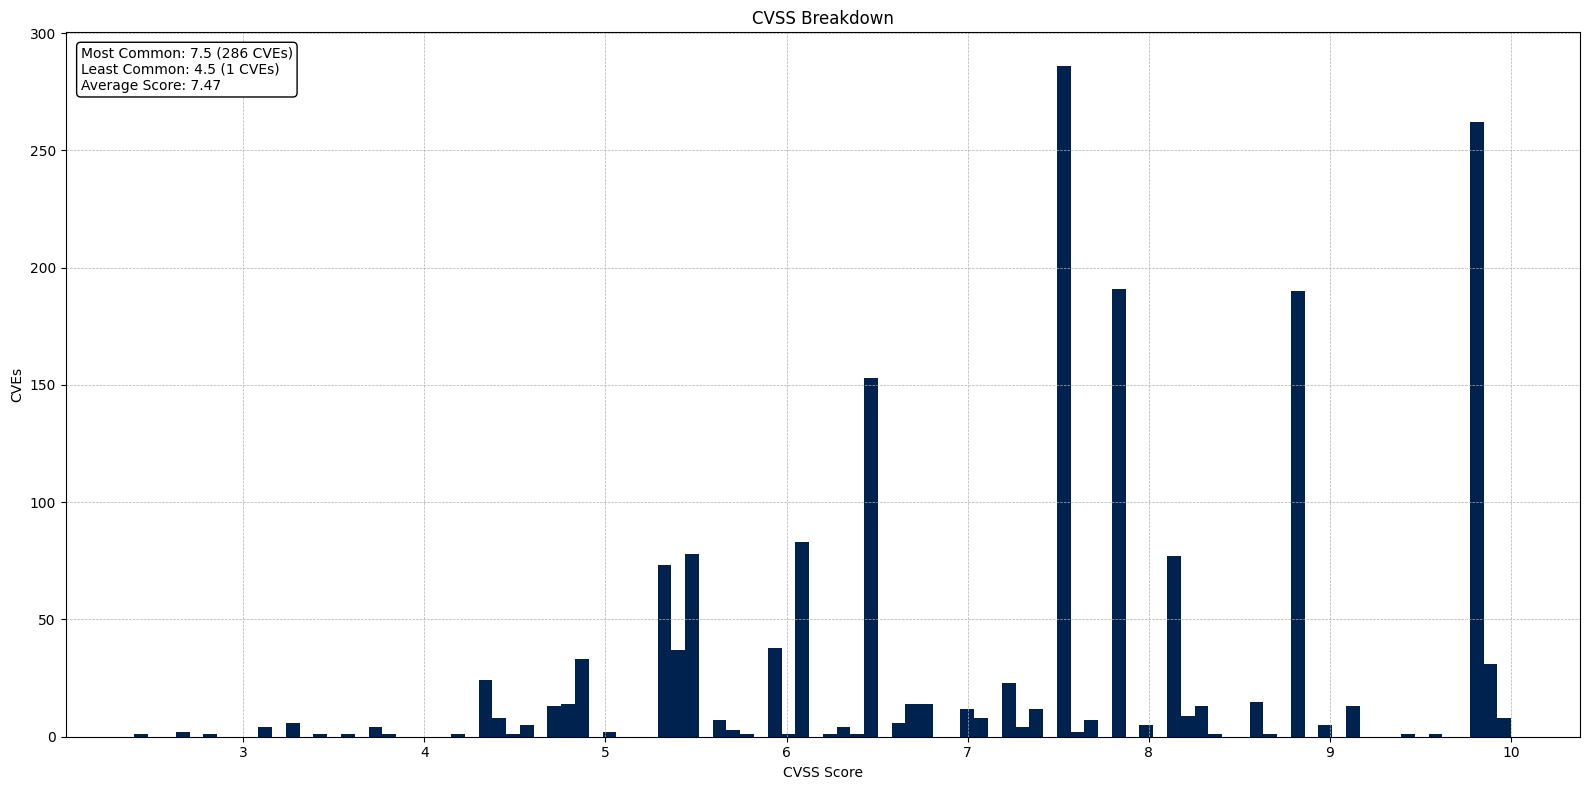 CVSS Breakdown
Most Common: 7.5 (286 CVEs)
Least Common: 4.5 (1 CVEs)
Average Score: 7.47
300
250
200
150
100
50
0
CVEs
3 4 5 6 7 8 9 10
CVSS Score